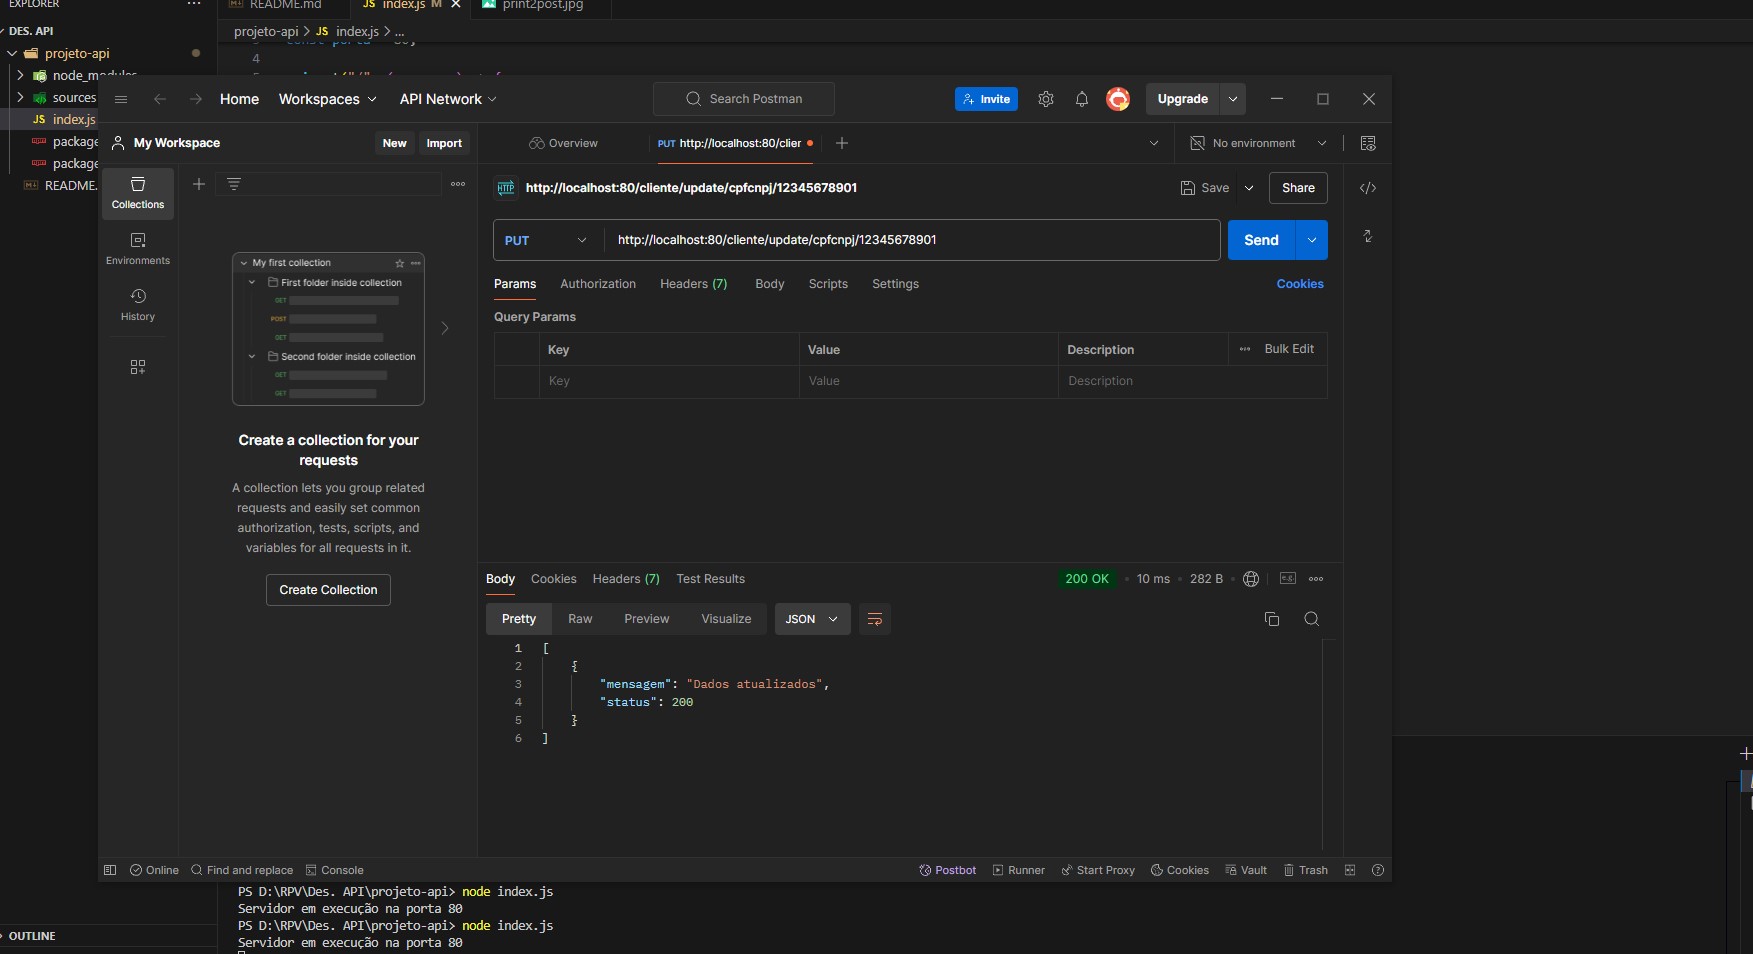 EXPLORER
README.md
JS index.js M
print2post.jpg
DES. API
projeto-api > JS index.js > ...
projeto-api
4
node_modules
sources
JS index.js
package
package
README.
Home
Workspaces
API Network
Search Postman
Invite
Upgrade
My Workspace
New
Import
Overview
PUT http://localhost:80/clier
No environment
Collections
Environments
History
http://localhost:80/cliente/update/cpfcnpj/12345678901
Save
Share
PUT
http://localhost:80/cliente/update/cpfcnpj/12345678901
Send
Params
Authorization
Headers (7)
Body
Scripts
Settings
Cookies
Query Params
Key
Value
Description
Bulk Edit
Key
Value
Description
My first collection
First folder inside collection
GET
POST
GET
Second folder inside collection
GET
GET
Create a collection for your
requests
A collection lets you group related
requests and easily set common
authorization, tests, scripts, and
variables for all requests in it.
Create Collection
Body
Cookies
Headers (7)
Test Results
200 OK
10 ms
282 B
Pretty
Raw
Preview
Visualize
JSON
1 [
2 {
3 "mensagem": "Dados atualizados",
4 "status": 200
5 }
6 ]
Online
Find and replace
Console
Postbot
Runner
Start Proxy
Cookies
Vault
Trash
PS D:\RPV\Des. API\projeto-api> node index.js
Servidor em execução na porta 80
PS D:\RPV\Des. API\projeto-api> node index.js
Servidor em execução na porta 80
OUTLINE